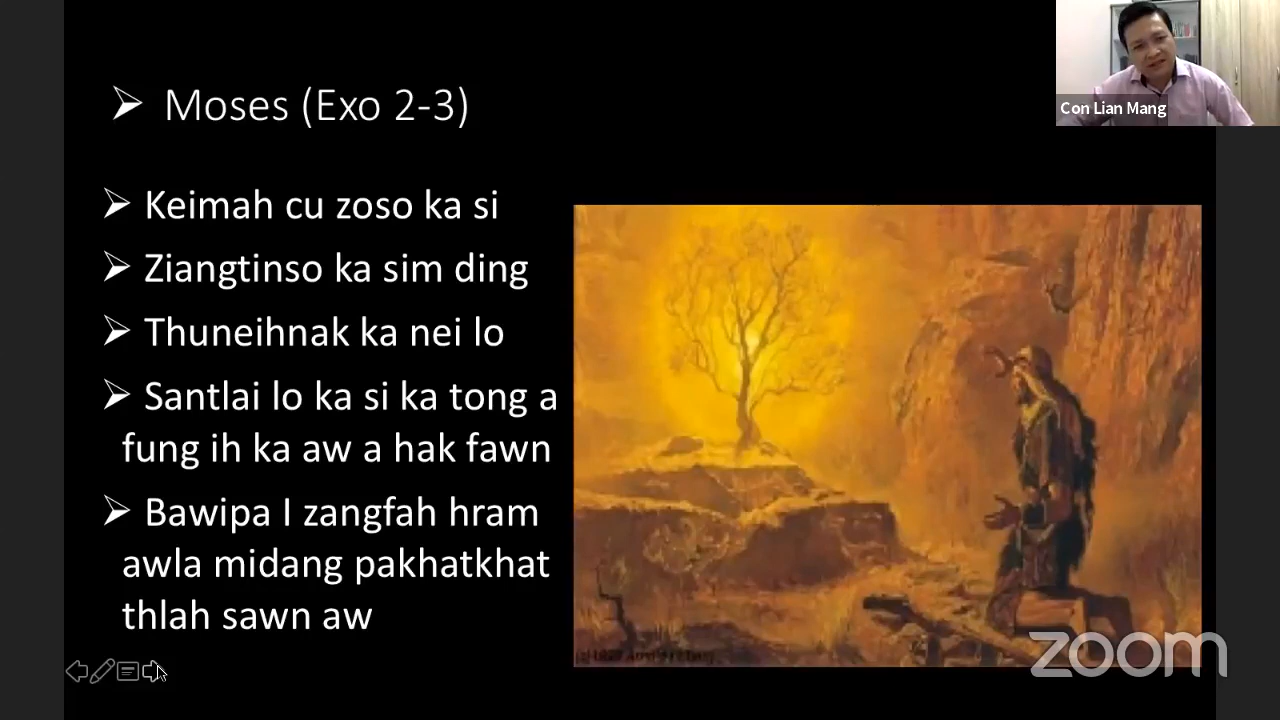 Con Lian Mang
➢ Moses (Exo 2-3)
➢ Keimah cu zoso ka si
➢ Ziangtinso ka sim ding
➢ Thuneihnak ka nei lo
➢ Santlai lo ka si ka tong a
fung ih ka aw a hak fawn
➢ Bawipa I zangfah hram
awla midang pakhatkhat
thlah sawn aw
zoom